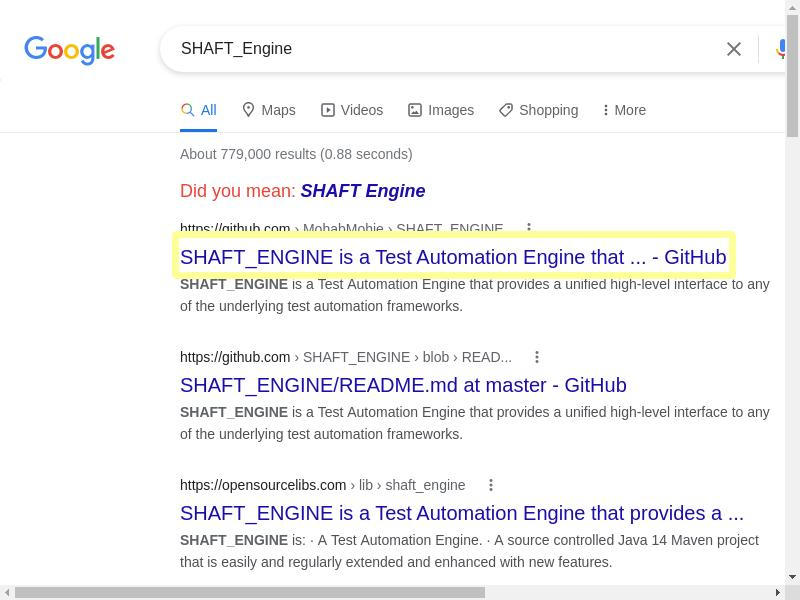 Google
SHAFT_Engine
All Maps Videos Images Shopping More
About 779,000 results (0.88 seconds)
Did you mean: SHAFT Engine
https://github.com › MohabMohie › SHAFT_ENGINE
SHAFT_ENGINE is a Test Automation Engine that ... - GitHub
SHAFT_ENGINE is a Test Automation Engine that provides a unified high-level interface to any
of the underlying test automation frameworks.
https://github.com › SHAFT_ENGINE › blob › READ...
SHAFT_ENGINE/README.md at master - GitHub
SHAFT_ENGINE is a Test Automation Engine that provides a unified high-level interface to any
of the underlying test automation frameworks.
https://opensourcelibs.com › lib › shaft_engine
SHAFT_ENGINE is a Test Automation Engine that provides a ...
SHAFT_ENGINE is: · A Test Automation Engine. · A source controlled Java 14 Maven project
that is easily and regularly extended and enhanced with new features.